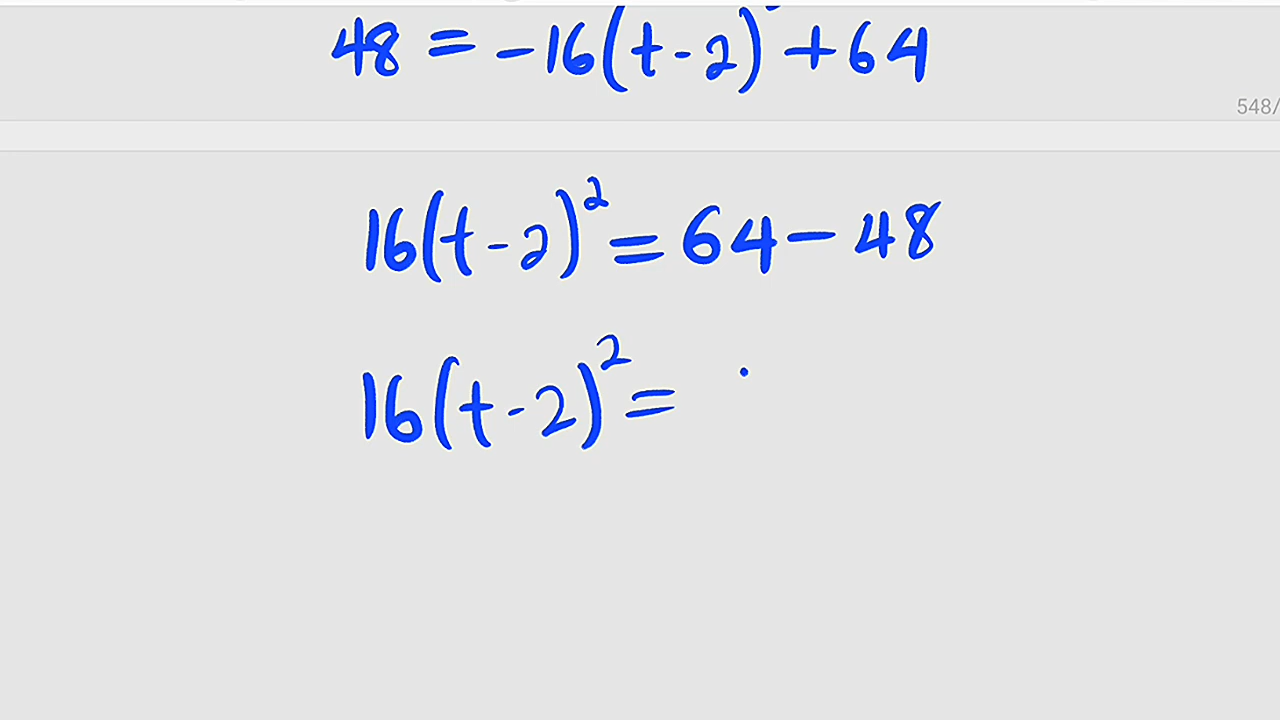 48 = -16(t-2)² + 64
548/
16(t-2)² = 64 - 48
16(t-2)² =